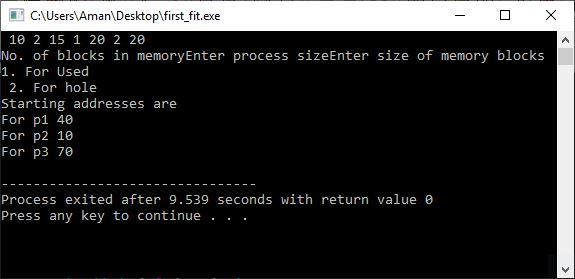 C:\Users\Aman\Desktop\first_fit.exe
10 2 15 1 20 2 20
No. of blocks in memoryEnter process sizeEnter size of memory blocks
1. For Used
2. For hole
Starting addresses are
For p1 40
For p2 10
For p3 70
--------------------------------
Process exited after 9.539 seconds with return value 0
Press any key to continue . . .